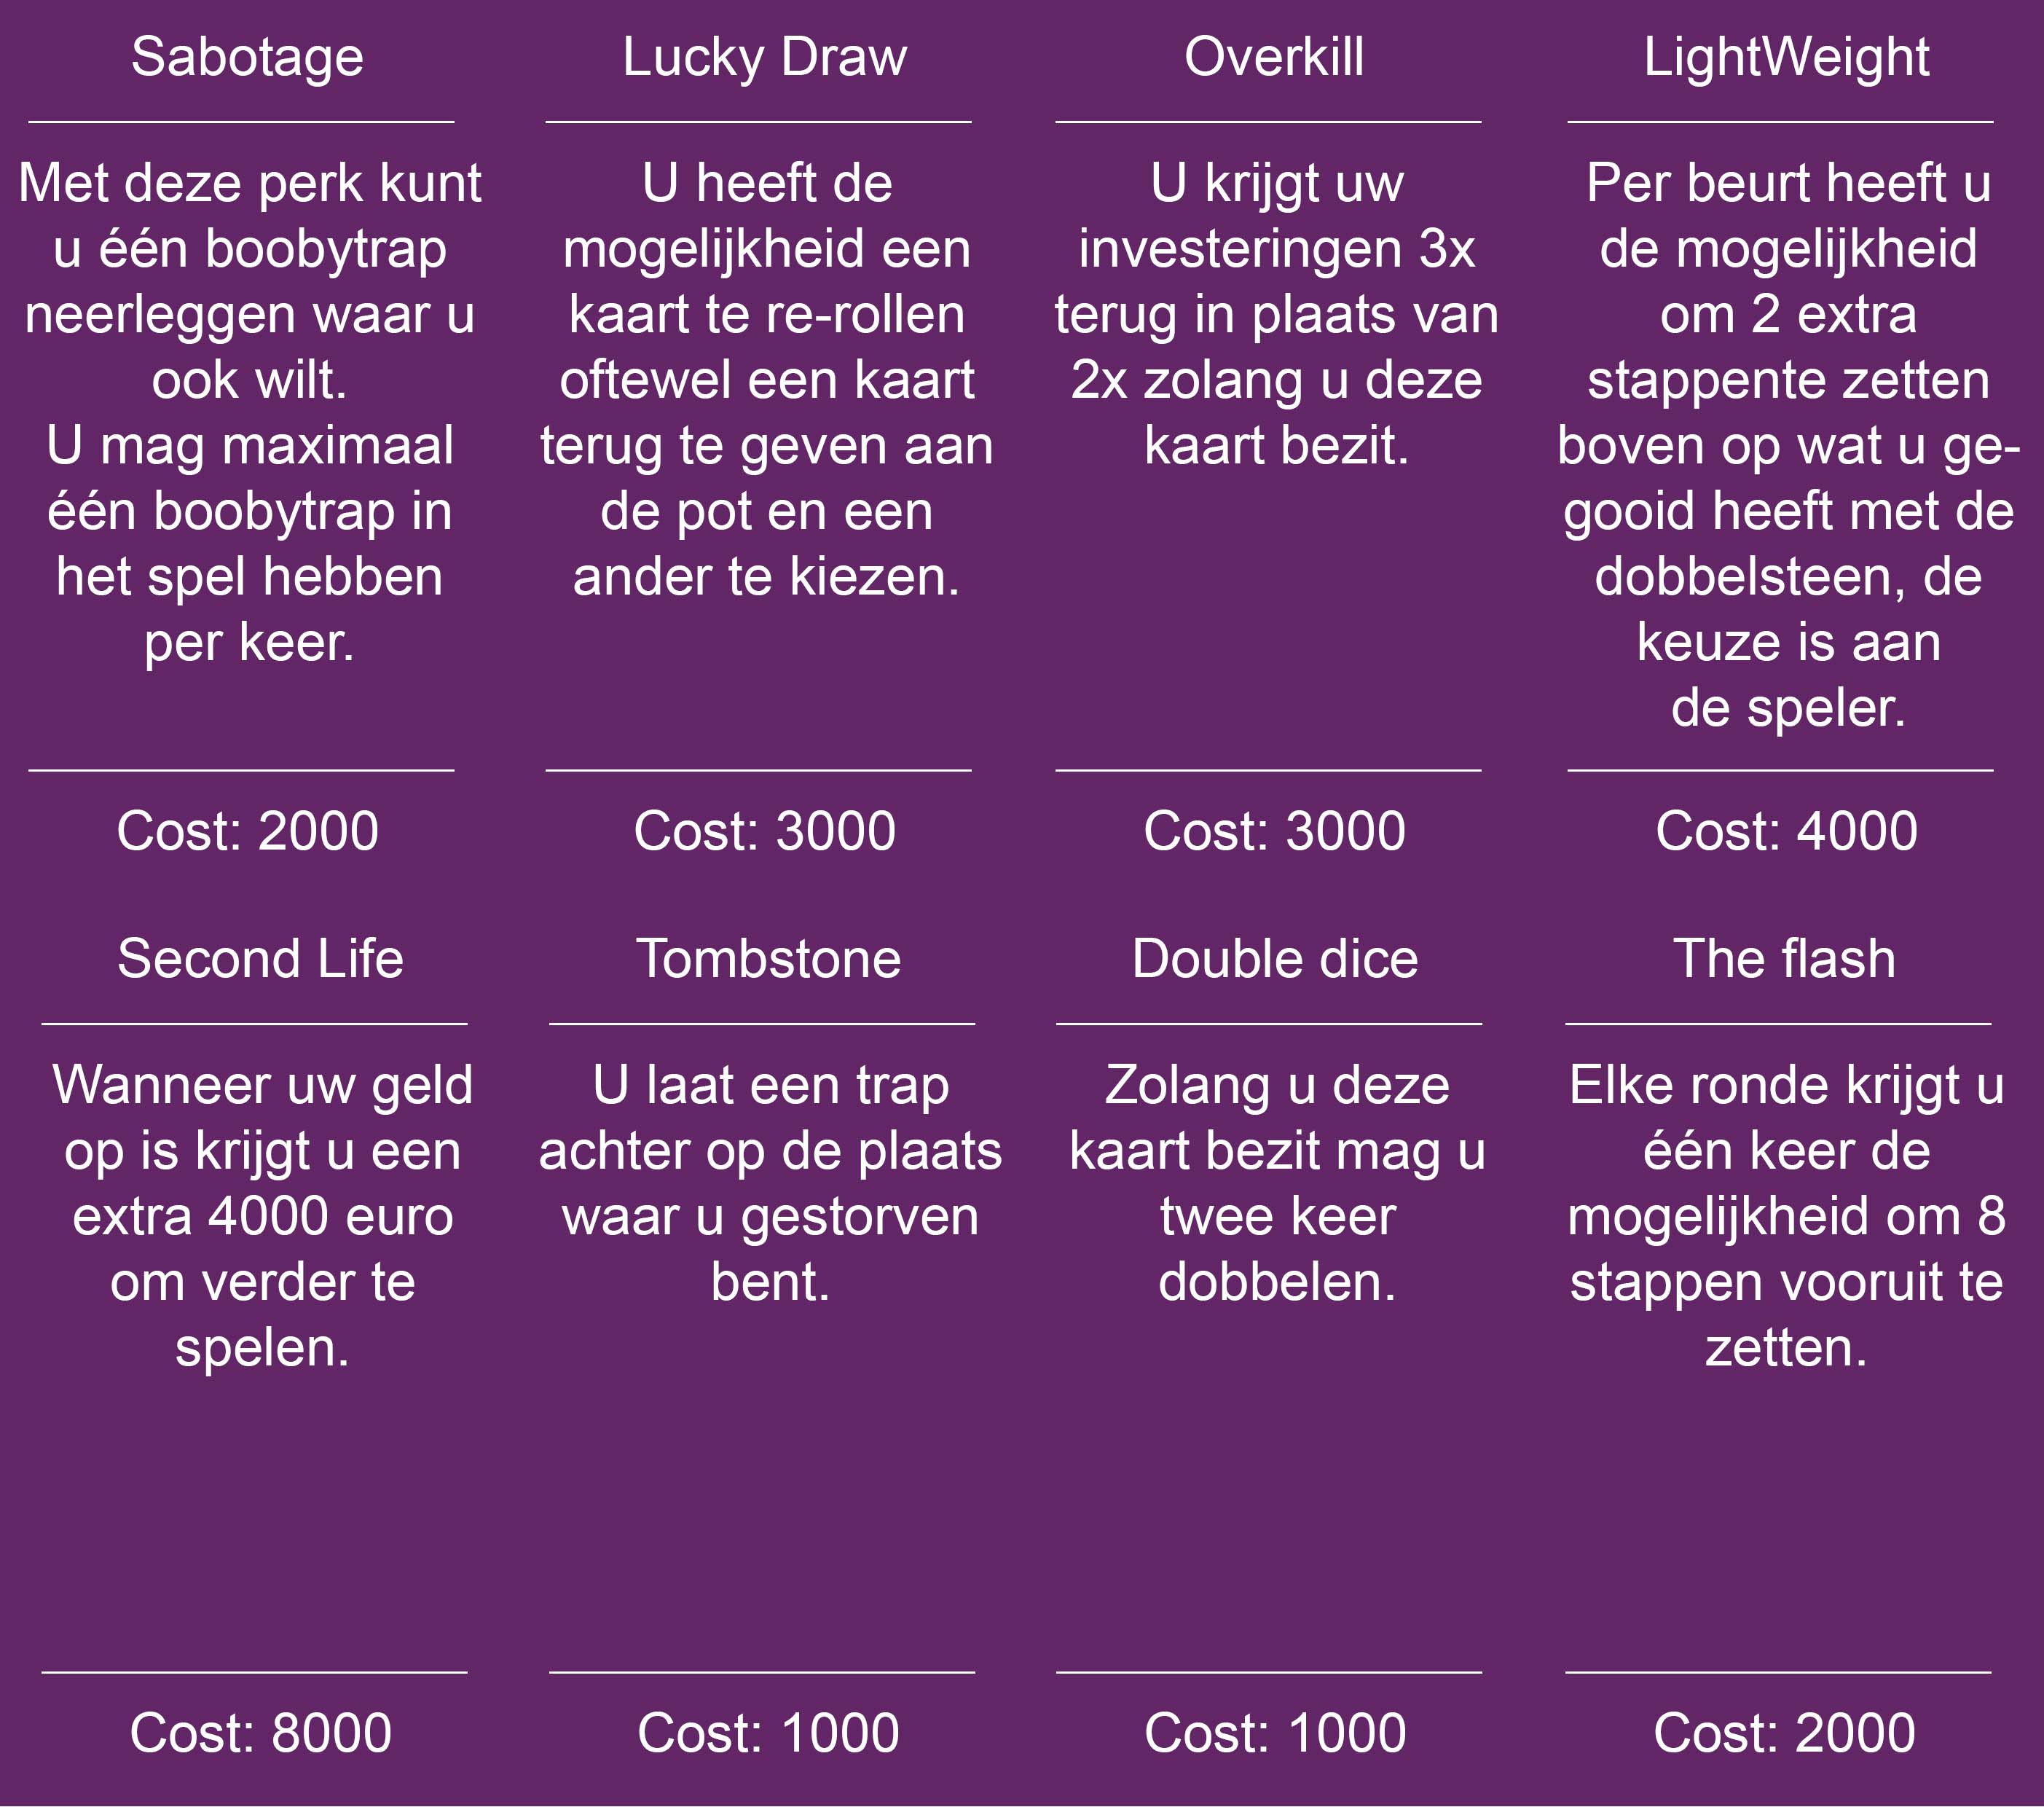 Sabotage
Met deze perk kunt
u één boobytrap
neerleggen waar u
ook wilt.
U mag maximaal
één boobytrap in
het spel hebben
per keer.
Cost: 2000
Lucky Draw
U heeft de
mogelijkheid een
kaart te re-rollen
oftewel een kaart
terug te geven aan
de pot en een
ander te kiezen.
Cost: 3000
Overkill
U krijgt uw
investeringen 3x
terug in plaats van
2x zolang u deze
kaart bezit.
Cost: 3000
LightWeight
Per beurt heeft u
de mogelijkheid
om 2 extra
stappente zetten
boven op wat u ge-
gooid heeft met de
dobbelsteen, de
keuze is aan
de speler.
Cost: 4000
Second Life
Wanneer uw geld
op is krijgt u een
extra 4000 euro
om verder te
spelen.
Cost: 8000
Tombstone
U laat een trap
achter op de plaats
waar u gestorven
bent.
Cost: 1000
Double dice
Zolang u deze
kaart bezit mag u
twee keer
dobbelen.
Cost: 1000
The flash
Elke ronde krijgt u
één keer de
mogelijkheid om 8
stappen vooruit te
zetten.
Cost: 2000